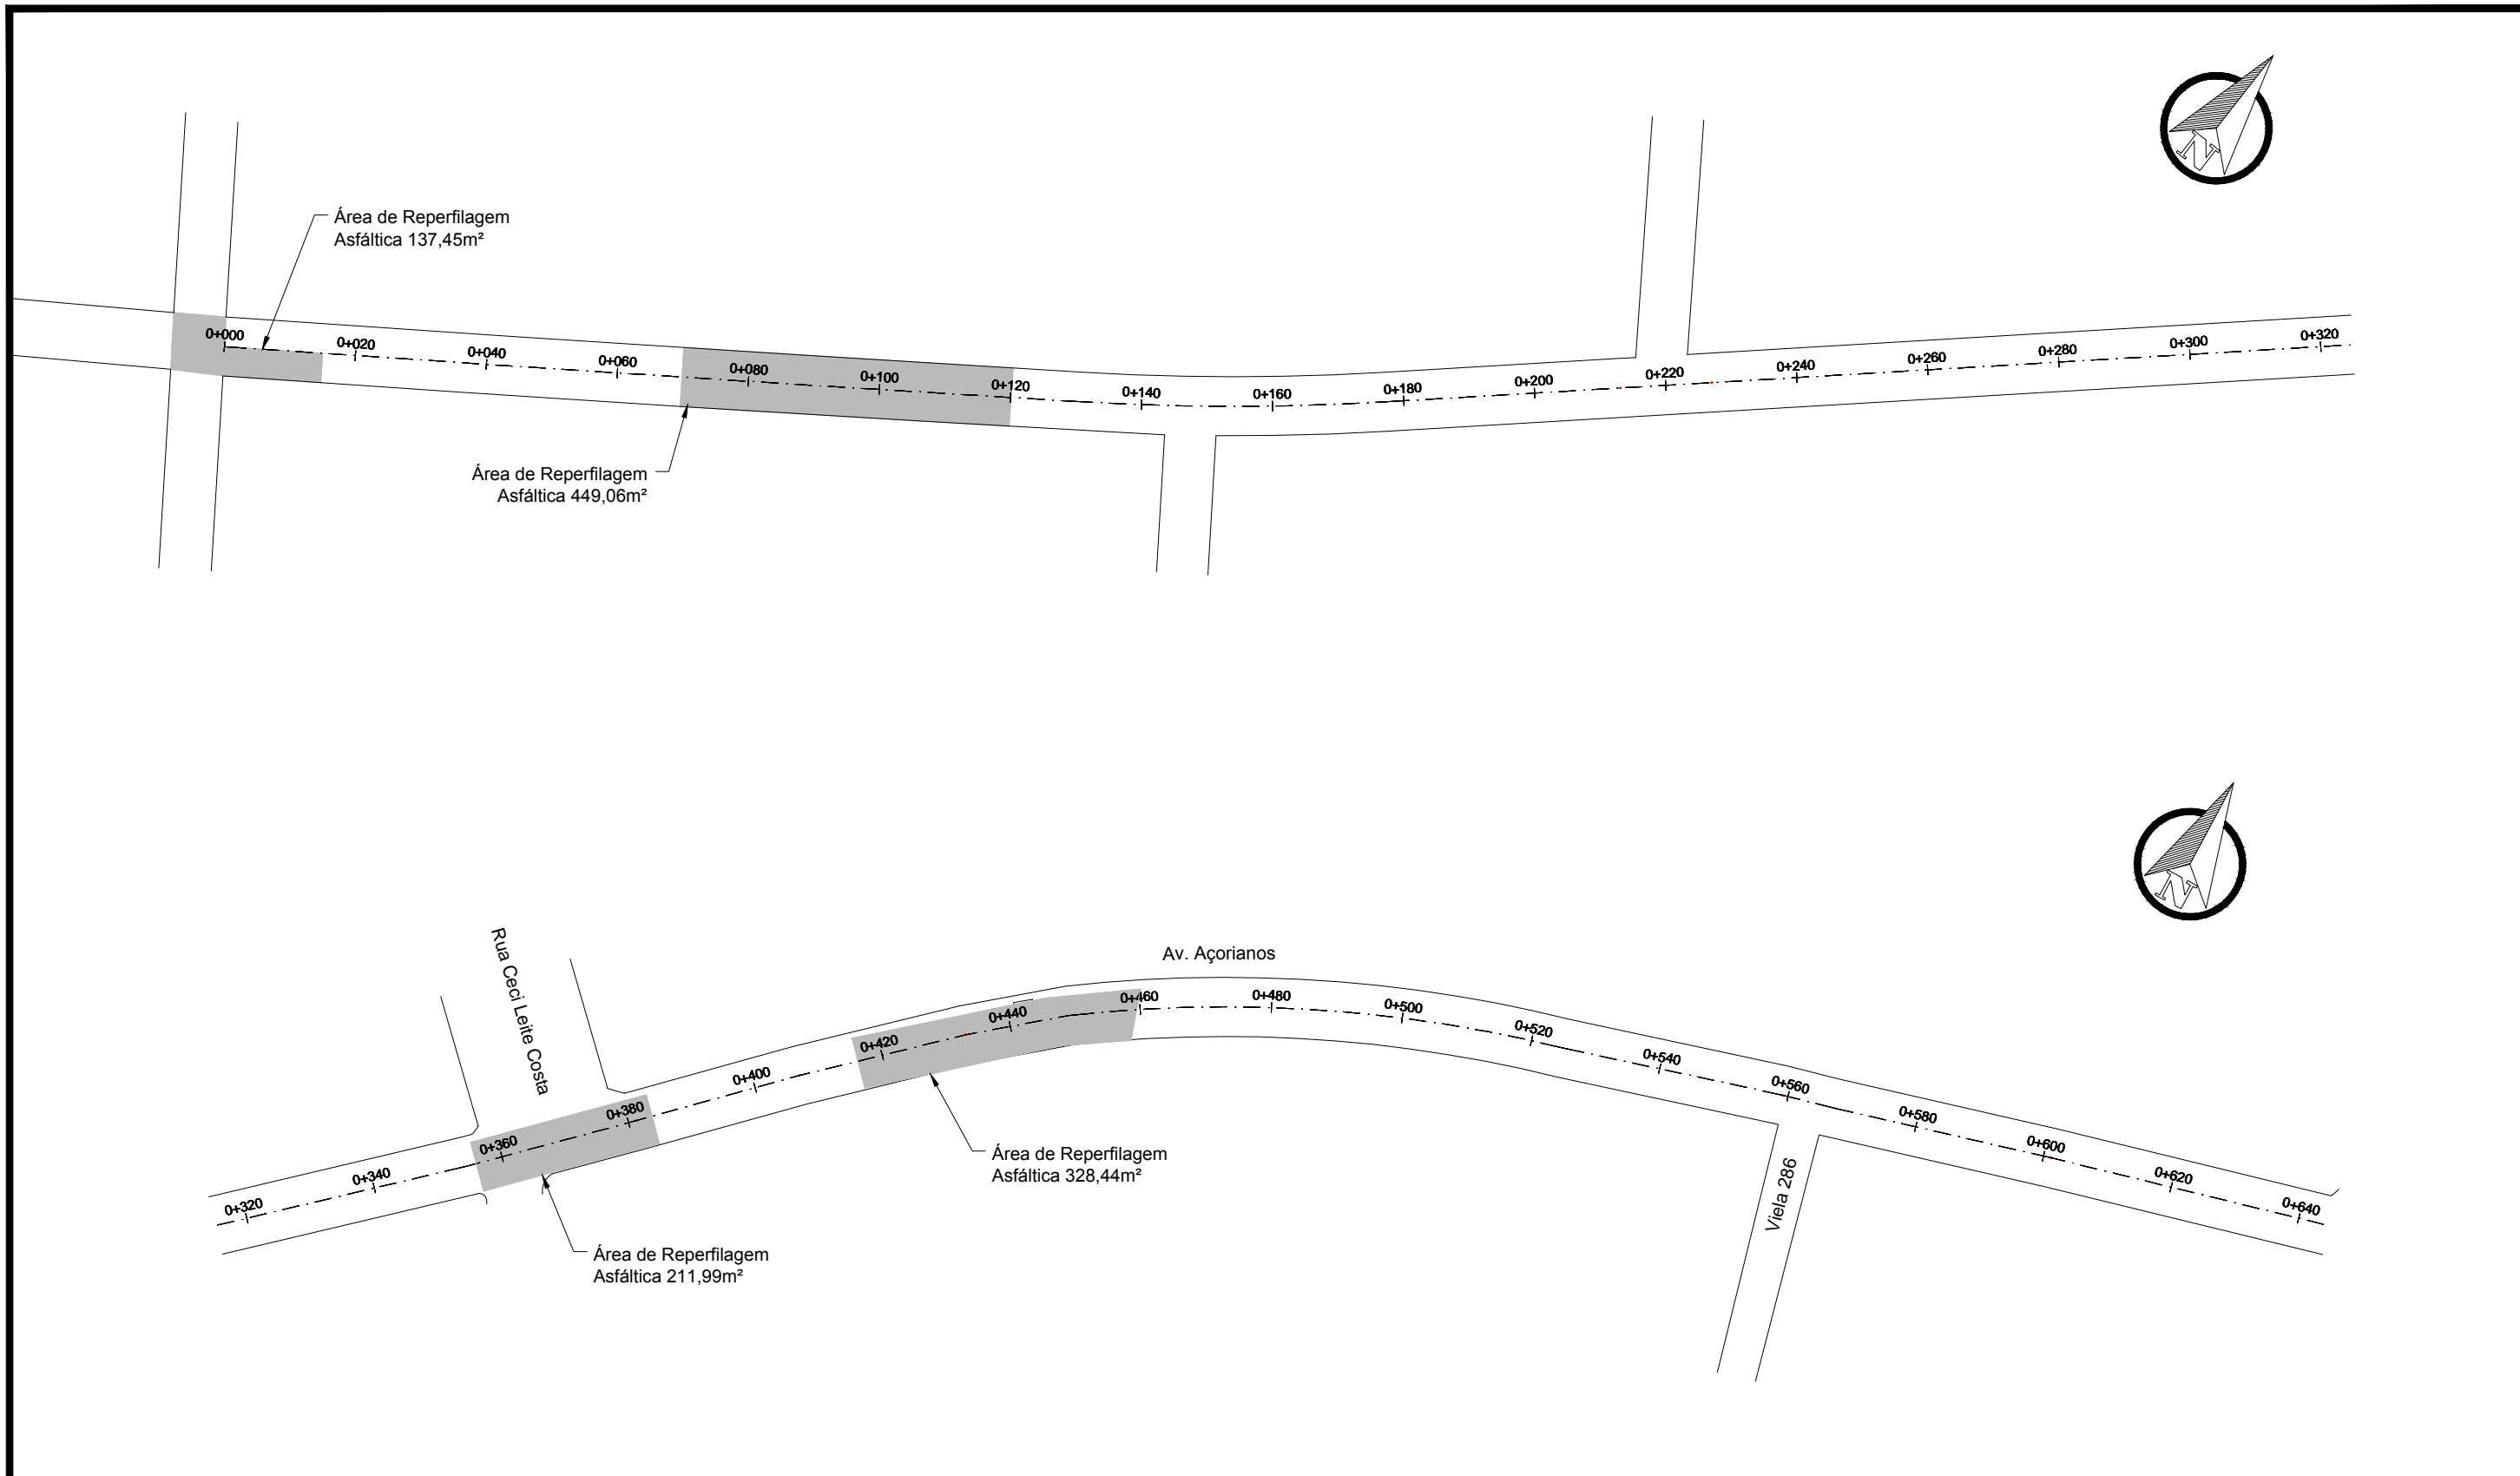 N
Área de Reperfilagem
Asfáltica 137,45m²
0+000
0+020
0+040
0+060
0+080
0+100
0+120
0+140
0+160
0+180
0+200
0+220
0+240
0+260
0+280
0+300
0+320
Área de Reperfilagem
Asfáltica 449,06m²
N
Av. Açorianos
Rua Ceci Leite Costa
0+320
0+340
0+360
0+380
0+400
0+420
0+440
0+460
0+480
0+500
0+520
0+540
0+560
0+580
0+600
0+620
0+640
Área de Reperfilagem
Asfáltica 328,44m²
Viela 286
Área de Reperfilagem
Asfáltica 211,99m²